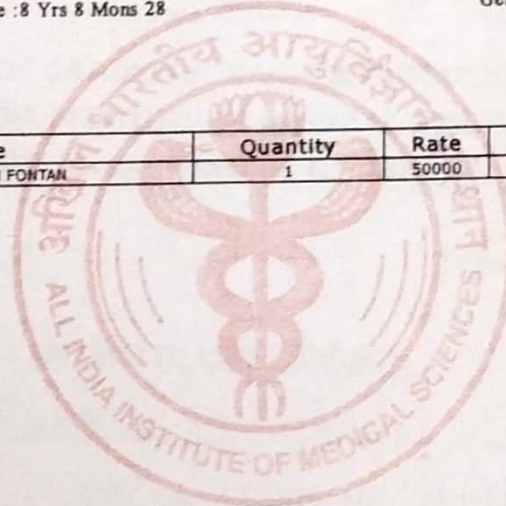 e :8 Yrs 8 Mons 28
अखिल भारतीय आयुर्विज्ञान
e Quantity Rate
FONTAN 1 50000
ALL INDIA INSTITUTE OF MEDICAL SCIENCES